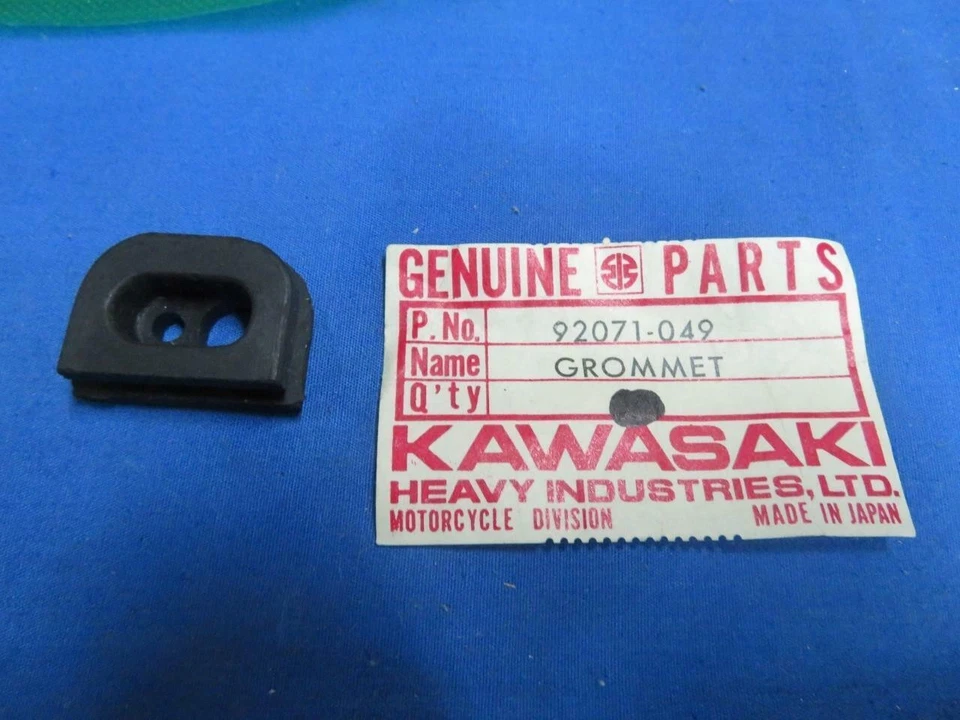 GENUINE PARTS
P. No. 92071-049
Name GROMMET
Q'ty
KAWASAKI
HEAVY INDUSTRIES, LTD.
MOTORCYCLE DIVISION MADE IN JAPAN